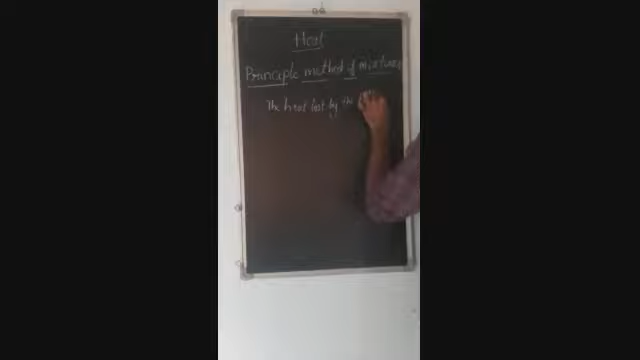 Heat
Principle method of mixtures
The heat lost by the